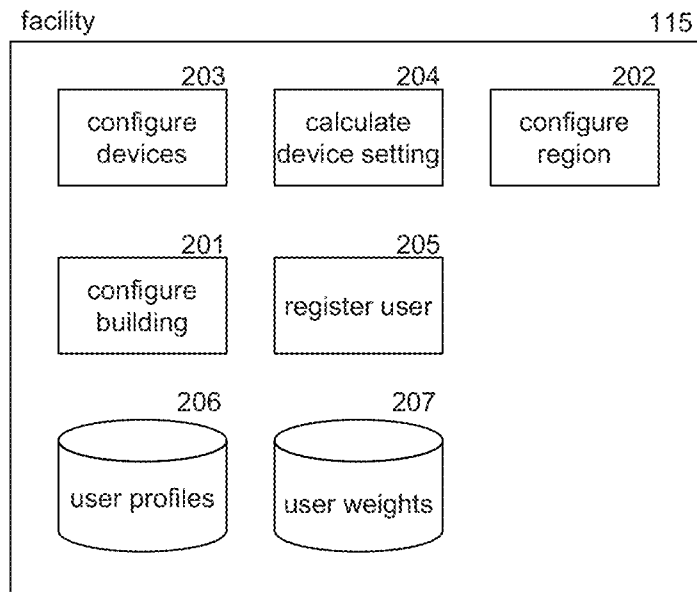 facility 115
203 204 202
configure devices
calculate device setting
configure region
201 205
configure building
register user
206 207
user profiles
user weights